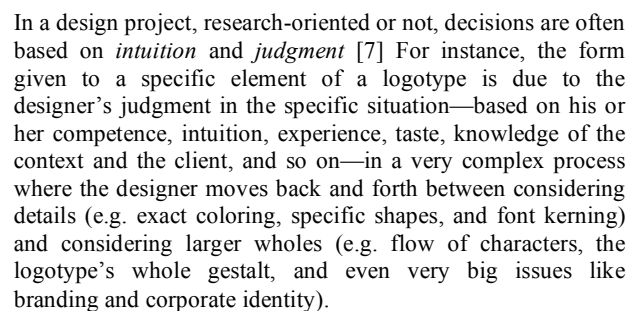 In a design project, research-oriented or not, decisions are often
based on intuition and judgment [7] For instance, the form
given to a specific element of a logotype is due to the
designer's judgment in the specific situation—based on his or
her competence, intuition, experience, taste, knowledge of the
context and the client, and so on—in a very complex process
where the designer moves back and forth between considering
details (e.g. exact coloring, specific shapes, and font kerning)
and considering larger wholes (e.g. flow of characters, the
logotype's whole gestalt, and even very big issues like
branding and corporate identity).